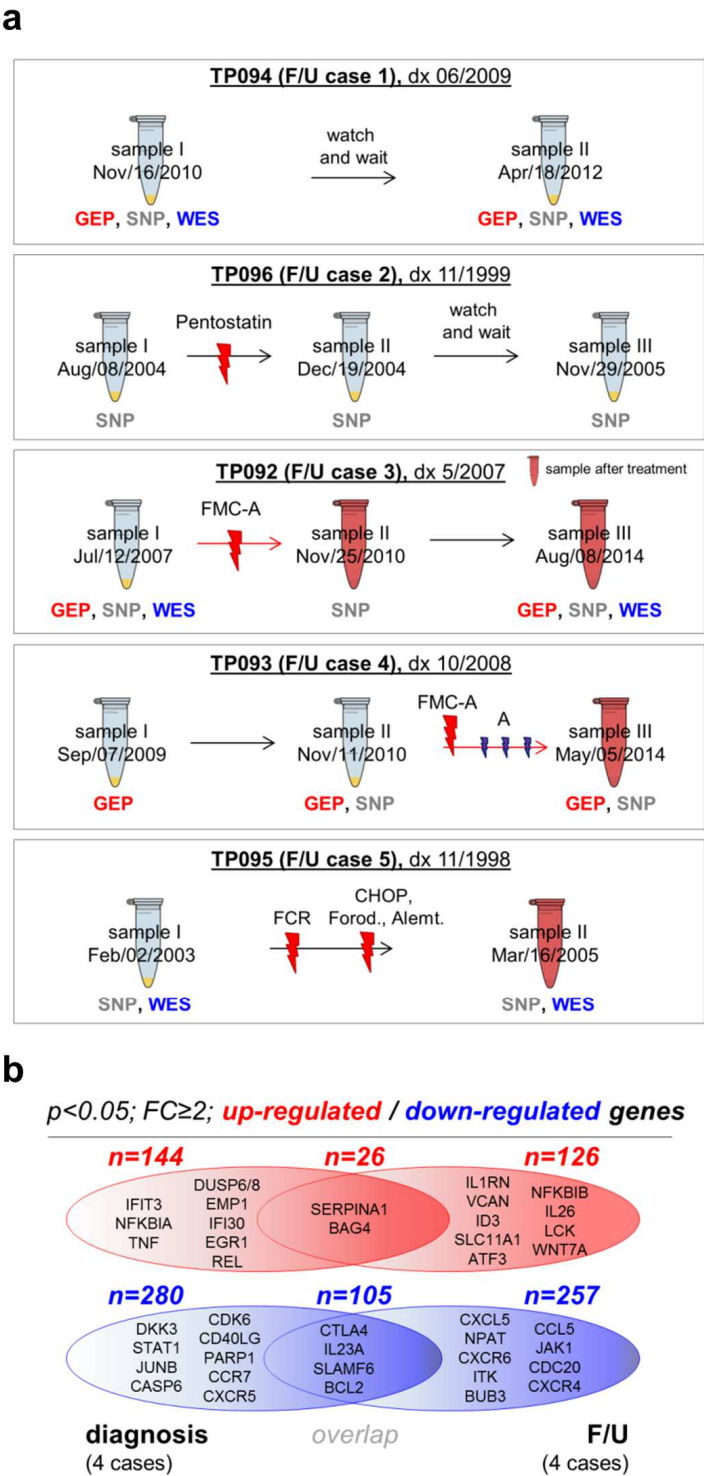 a
TP094 (F/U case 1), dx 06/2009
sample I
Nov/16/2010
GEP, SNP, WES
watch
and wait
sample II
Apr/18/2012
GEP, SNP, WES
TP096 (F/U case 2), dx 11/1999
sample I
Aug/08/2004
SNP
Pentostatin
sample II
Dec/19/2004
SNP
watch
and wait
sample III
Nov/29/2005
SNP
TP092 (F/U case 3), dx 5/2007
sample after treatment
sample I
Jul/12/2007
GEP, SNP, WES
FMC-A
sample II
Nov/25/2010
SNP
sample III
Aug/08/2014
GEP, SNP, WES
TP093 (F/U case 4), dx 10/2008
sample I
Sep/07/2009
GEP
sample II
Nov/11/2010
GEP, SNP
FMC-A
A
sample III
May/05/2014
GEP, SNP
TP095 (F/U case 5), dx 11/1998
sample I
Feb/02/2003
SNP, WES
FCR
CHOP,
Forod., Alemt.
sample II
Mar/16/2005
SNP, WES
b
p<0.05; FC≥2; up-regulated / down-regulated genes
n=144
n=26
n=126
IFIT3
NFKBIA
TNF
DUSP6/8
EMP1
IFI30
EGR1
REL
SERPINA1
BAG4
IL1RN
VCAN
ID3
SLC11A1
ATF3
NFKBIB
IL26
LCK
WNT7A
n=280
n=105
n=257
DKK3
STAT1
JUNB
CASP6
CDK6
CD40LG
PARP1
CCR7
CXCR5
CTLA4
IL23A
SLAMF6
BCL2
CXCL5
NPAT
CXCR6
ITK
BUB3
CCL5
JAK1
CDC20
CXCR4
diagnosis
(4 cases)
overlap
F/U
(4 cases)